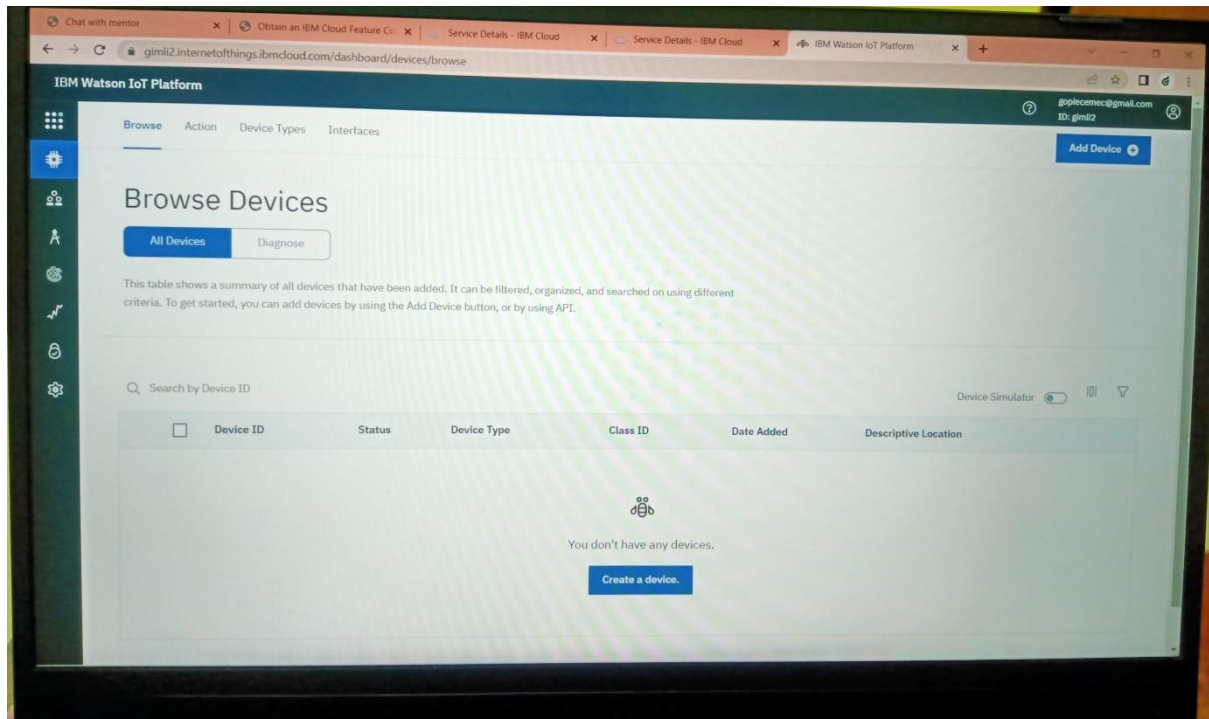 Chat with mentor
Obtain an IBM Cloud Feature Co
Service Details - IBM Cloud
Service Details - IBM Cloud
IBM Watson IoT Platform
gimli2.internetofthings.ibmcloud.com/dashboard/devices/browse
IBM Watson IoT Platform
gopiecemec@gmail.com
ID: gimli2
Browse Action Device Types Interfaces
Add Device
Browse Devices
All Devices Diagnose
This table shows a summary of all devices that have been added. It can be filtered, organized, and searched on using different
criteria. To get started, you can add devices by using the Add Device button, or by using API.
Search by Device ID
Device Simulator
Device ID Status Device Type Class ID Date Added Descriptive Location
You don't have any devices.
Create a device.